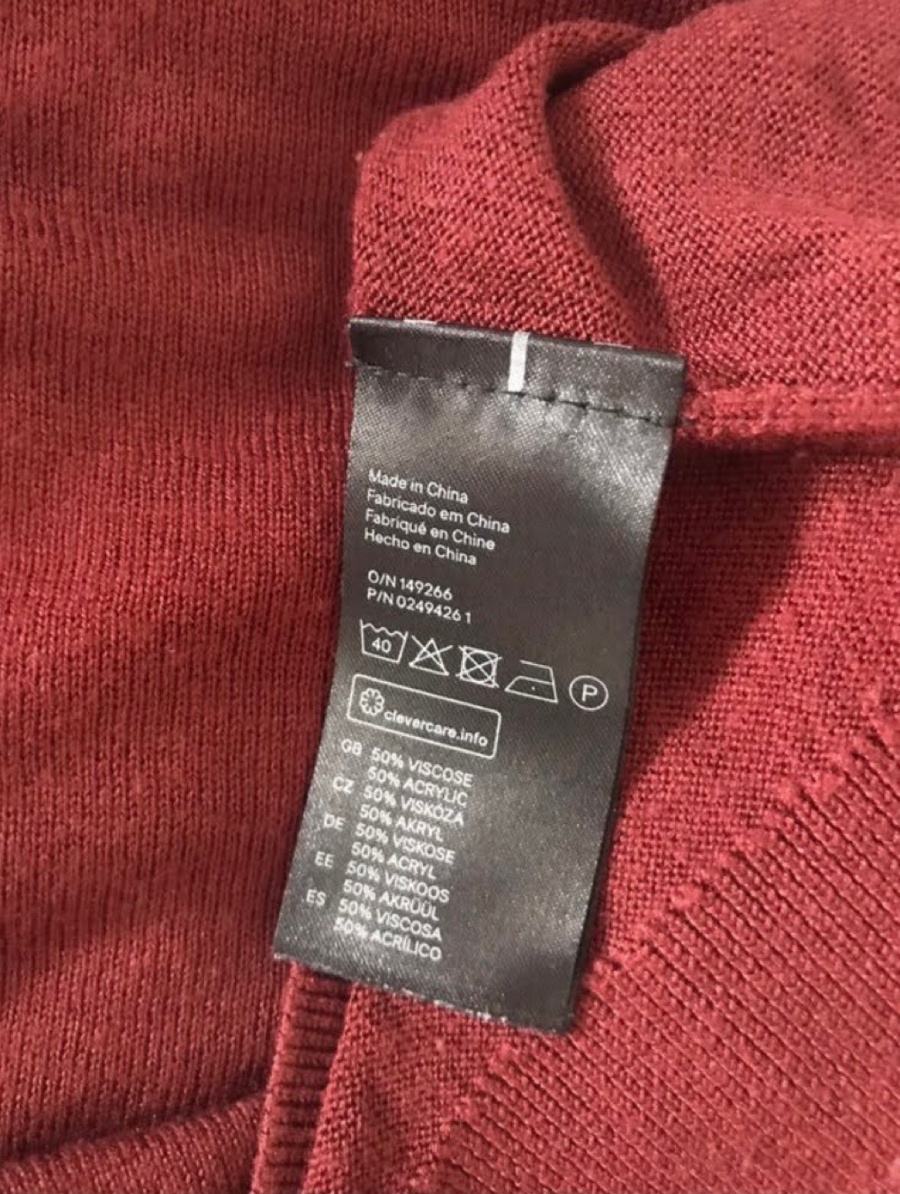 Made in China
Fabricado em China
Fabriqué en Chine
Hecho en China
O/N 149266
P/N 0249426 1
40 P
clevercare.info
GB 50% VISCOSE
50% ACRYLIC
CZ 50% VISKÓZA
50% AKRYL
DE 50% VISKOSE
50% ACRYL
EE 50% VISKOOS
50% AKRÜÜL
ES 50% VISCOSA
50% ACRÍLICO